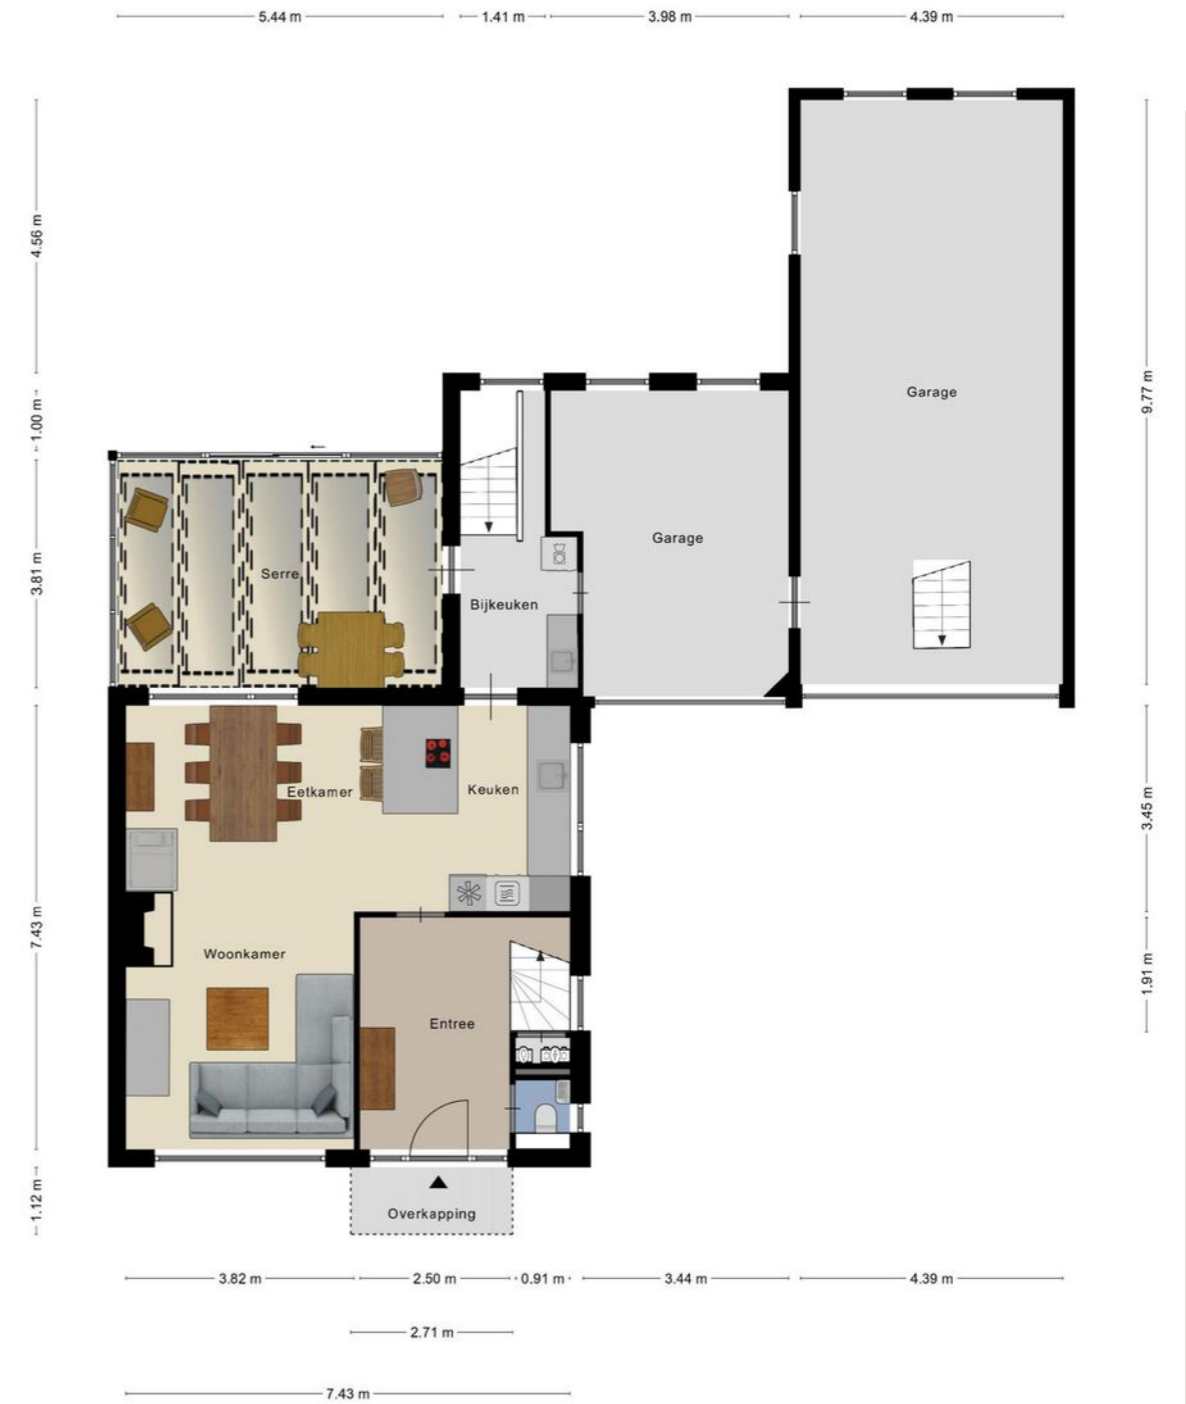 5.44 m
1.41 m
3.98 m
4.39 m
4.56 m
9.77 m
Garage
1.00 m
Garage
Serre
3.81 m
Bijkeuken
Eetkamer
Keuken
3.45 m
7.43 m
Woonkamer
1.91 m
Entree
1.12 m
Overkapping
3.82 m
2.50 m
0.91 m
3.44 m
4.39 m
2.71 m
7.43 m